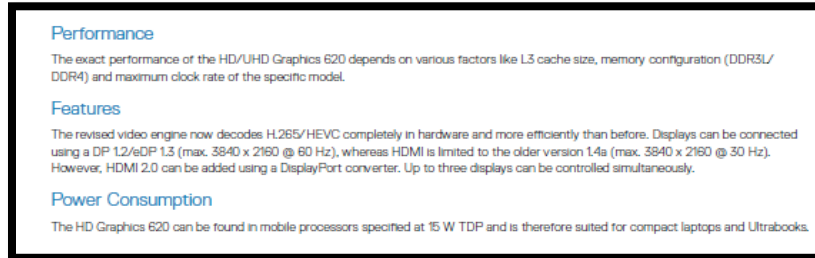 Performance
The exact performance of the HD/UHD Graphics 620 depends on various factors like L3 cache size, memory configuration (DDR3L/
DDR4) and maximum clock rate of the specific model.
Features
The revised video engine now decodes H.265/HEVC completely in hardware and more efficiently than before. Displays can be connected
using a DP 1.2/eDP 1.3 (max. 3840 x 2160 @ 60 Hz), whereas HDMI is limited to the older version 1.4a (max. 3840 x 2160 @ 30 Hz).
However, HDMI 2.0 can be added using a DisplayPort converter. Up to three displays can be controlled simultaneously.
Power Consumption
The HD Graphics 620 can be found in mobile processors specified at 15 W TDP and is therefore suited for compact laptops and Ultrabooks.